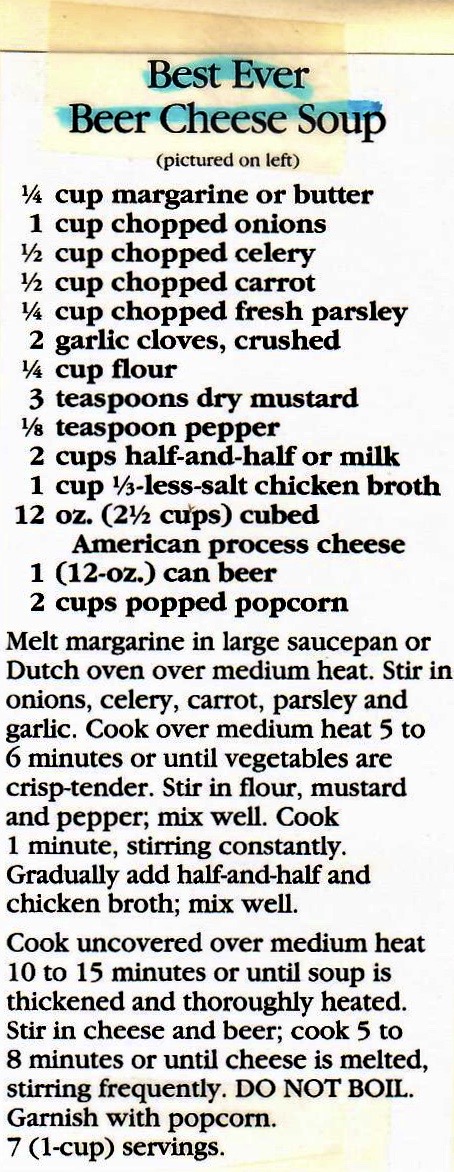 Best Ever
Beer Cheese Soup
(pictured on left)
¼ cup margarine or butter
1 cup chopped onions
½ cup chopped celery
½ cup chopped carrot
¼ cup chopped fresh parsley
2 garlic cloves, crushed
¼ cup flour
3 teaspoons dry mustard
⅛ teaspoon pepper
2 cups half-and-half or milk
1 cup ⅓-less-salt chicken broth
12 oz. (2½ cups) cubed
American process cheese
1 (12-oz.) can beer
2 cups popped popcorn
Melt margarine in large saucepan or
Dutch oven over medium heat. Stir in
onions, celery, carrot, parsley and
garlic. Cook over medium heat 5 to
6 minutes or until vegetables are
crisp-tender. Stir in flour, mustard
and pepper; mix well. Cook
1 minute, stirring constantly.
Gradually add half-and-half and
chicken broth; mix well.
Cook uncovered over medium heat
10 to 15 minutes or until soup is
thickened and thoroughly heated.
Stir in cheese and beer; cook 5 to
8 minutes or until cheese is melted,
stirring frequently. DO NOT BOIL.
Garnish with popcorn.
7 (1-cup) servings.